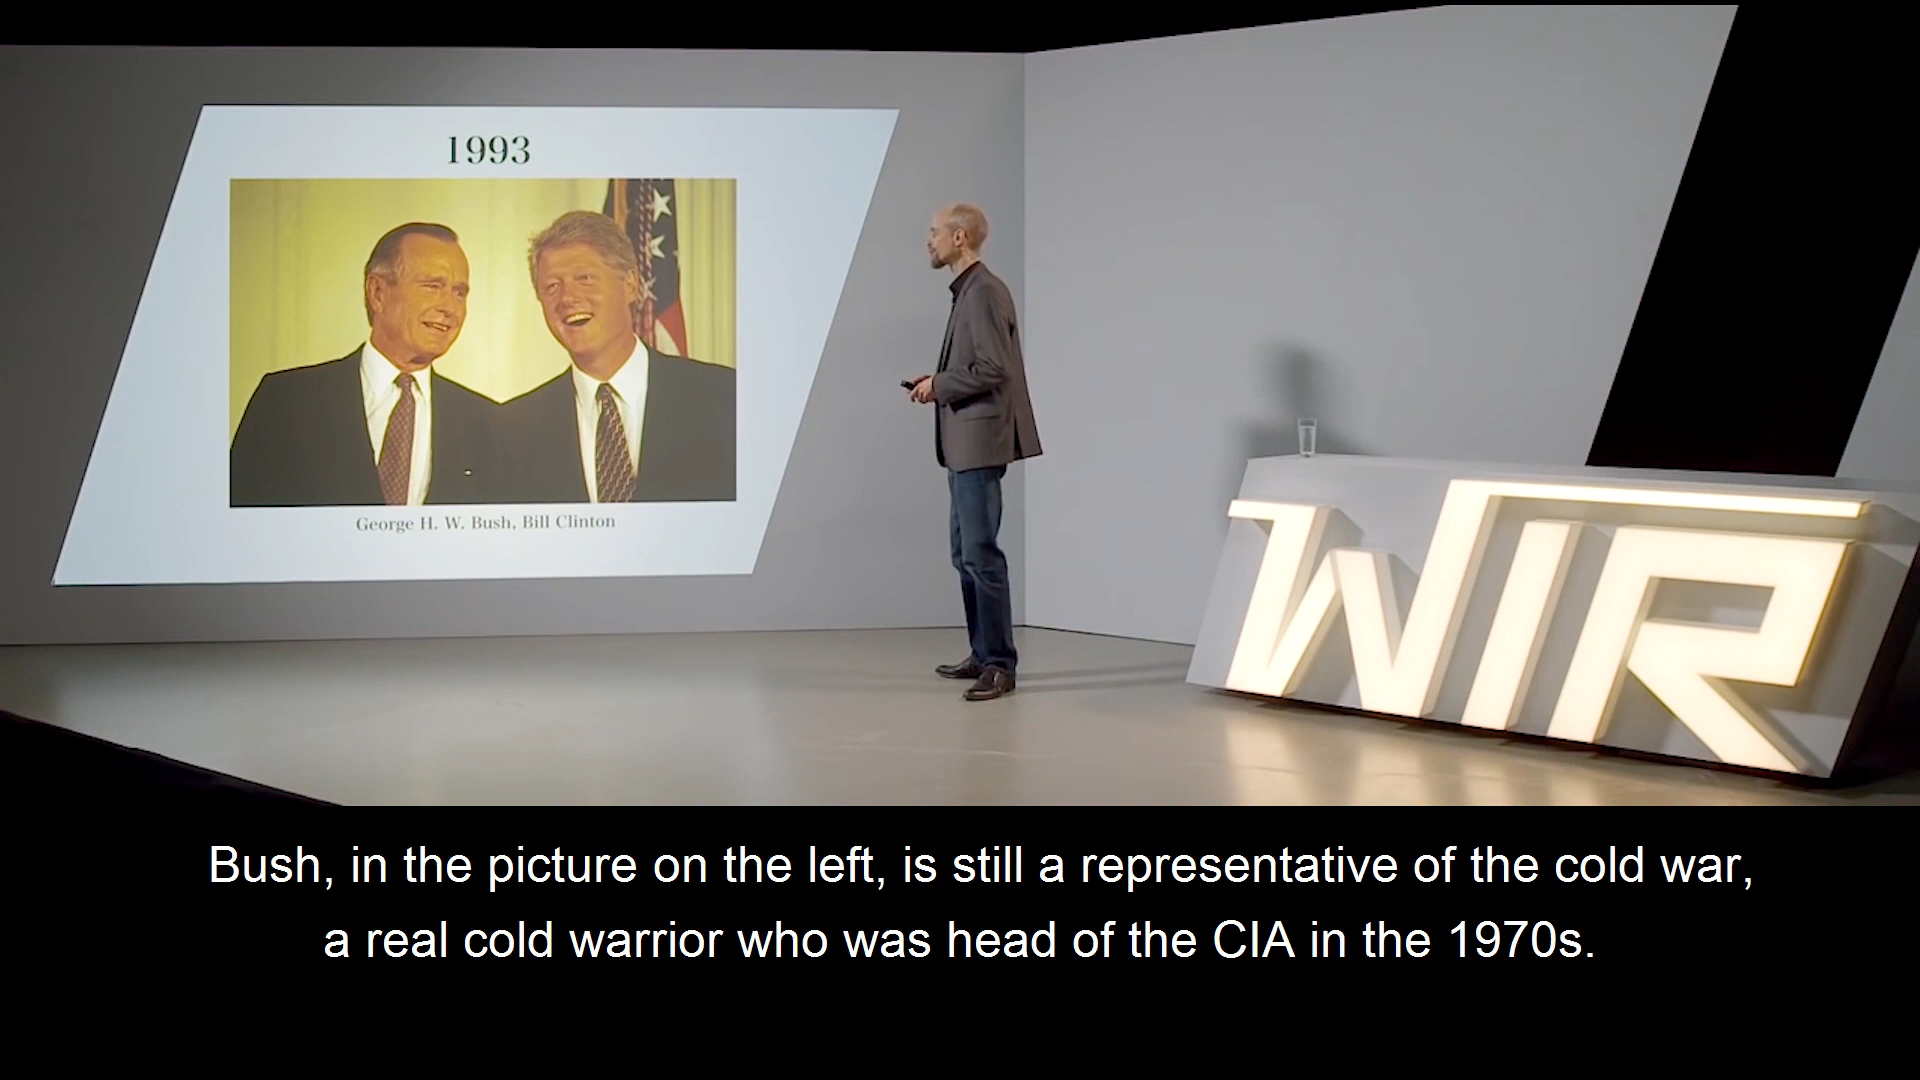 1993
George H. W. Bush, Bill Clinton
WIR
Bush, in the picture on the left, is still a representative of the cold war,
a real cold warrior who was head of the CIA in the 1970s.